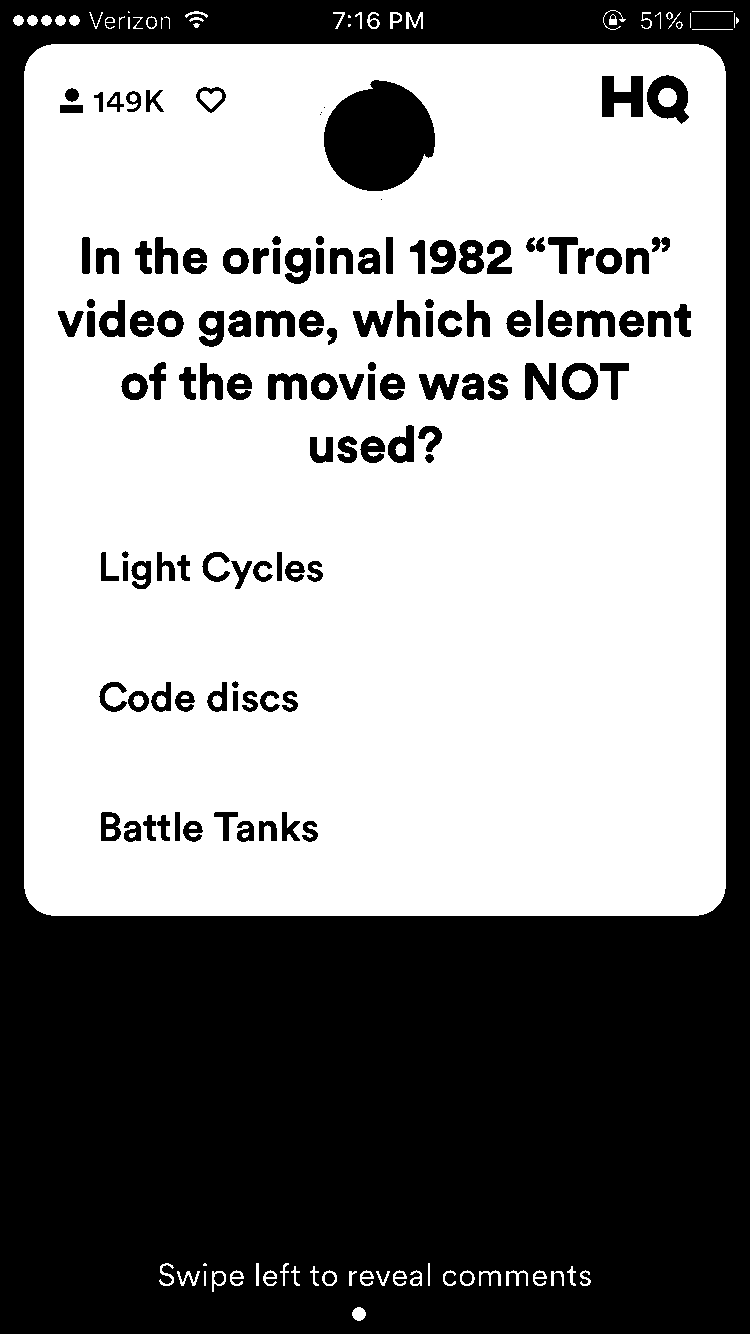 Verizon 7:16 PM 51%
149K HQ
In the original 1982 “Tron”
video game, which element
of the movie was NOT
used?
Light Cycles
Code discs
Battle Tanks
Swipe left to reveal comments